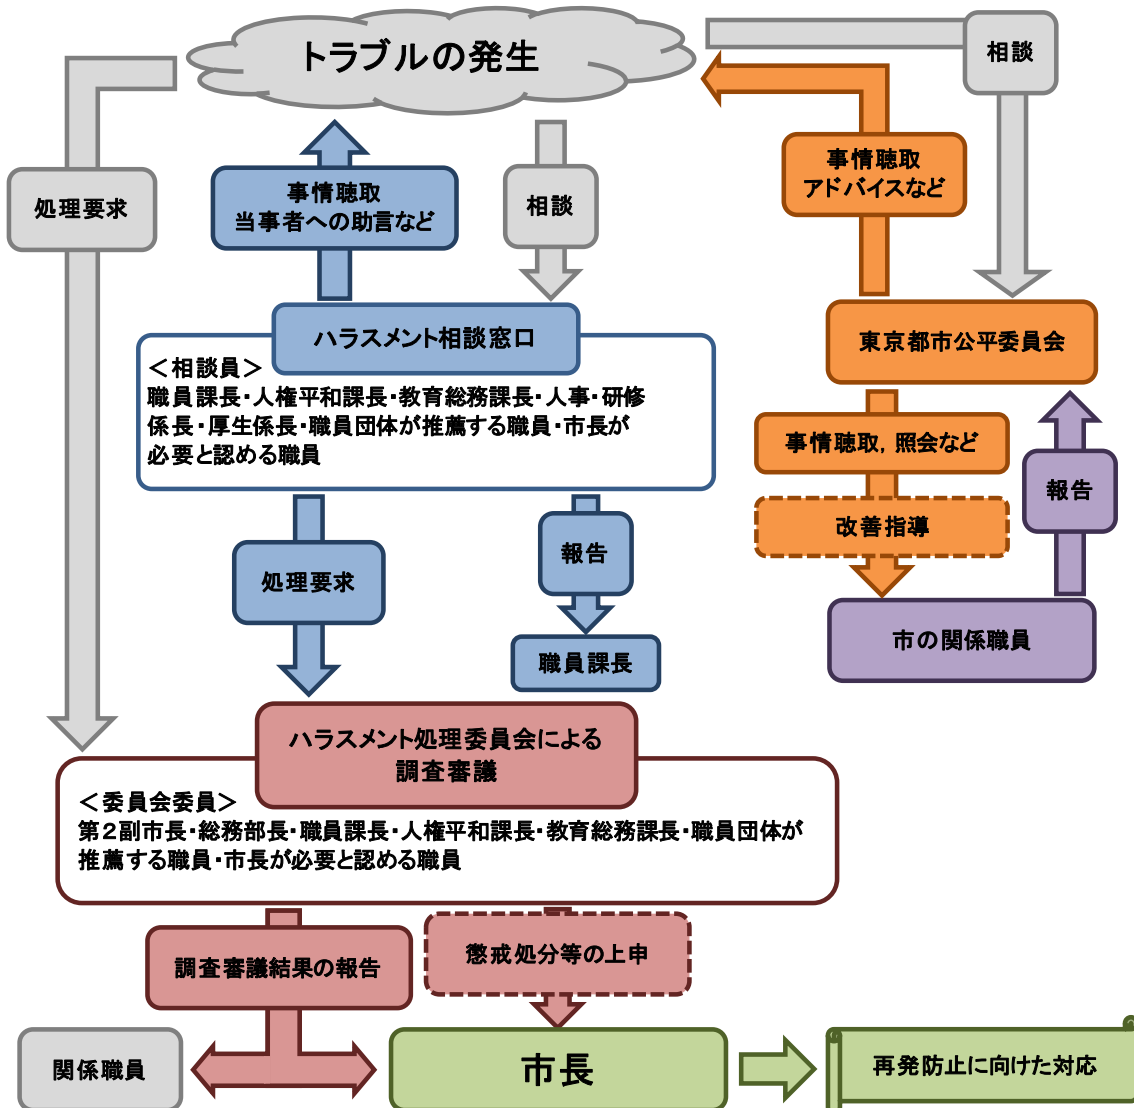 トラブルの発生
相談
処理要求
事情聴取
当事者への助言など
相談
事情聴取
アドバイスなど
ハラスメント相談窓口
＜相談員＞
職員課長・人権平和課長・教育総務課長・人事・研修
係長・厚生係長・職員団体が推薦する職員・市長が
必要と認める職員
東京都市公平委員会
事情聴取，照会など
改善指導
報告
市の関係職員
処理要求
報告
職員課長
ハラスメント処理委員会による
調査審議
＜委員会委員＞
第２副市長・総務部長・職員課長・人権平和課長・教育総務課長・職員団体が
推薦する職員・市長が必要と認める職員
調査審議結果の報告
懲戒処分等の上申
関係職員
市長
再発防止に向けた対応